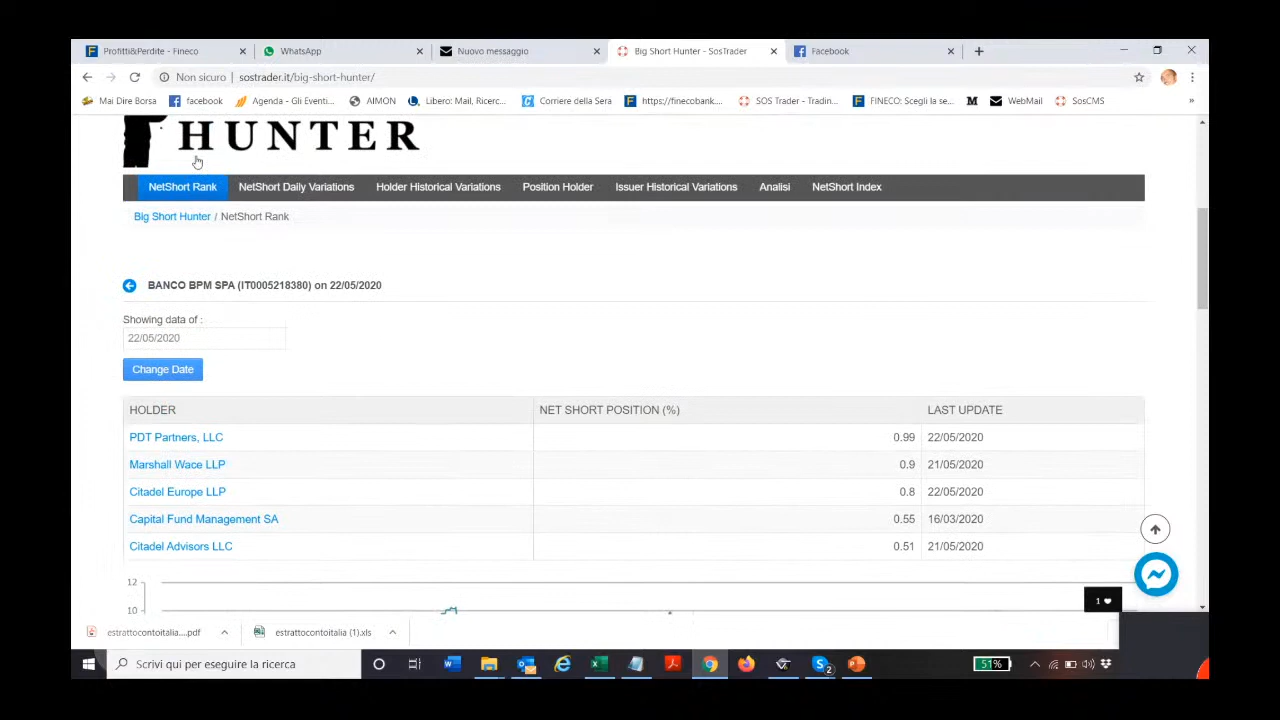 Profitti&Perdite - Fineco
WhatsApp
Nuovo messaggio
Big Short Hunter - SosTrader
Facebook
Non sicuro | sostrader.it/big-short-hunter/
Mai Dire Borsa
facebook
Agenda - Gli Eventi...
AIMON
Libero: Mail, Ricerc...
Corriere della Sera
https://finecobank....
SOS Trader - Tradin...
FINECO: Scegli la se...
M
WebMail
SosCMS
»
HUNTER
NetShort Rank
NetShort Daily Variations
Holder Historical Variations
Position Holder
Issuer Historical Variations
Analisi
NetShort Index
Big Short Hunter / NetShort Rank
BANCO BPM SPA (IT0005218380) on 22/05/2020
Showing data of :
22/05/2020
Change Date
HOLDER NET SHORT POSITION (%) LAST UPDATE
PDT Partners, LLC 0.99 22/05/2020
Marshall Wace LLP 0.9 21/05/2020
Citadel Europe LLP 0.8 22/05/2020
Capital Fund Management SA 0.55 16/03/2020
Citadel Advisors LLC 0.51 21/05/2020
12
10
1
estrattocontoitalia....pdf
estrattocontoitalia (1).xls
Scrivi qui per eseguire la ricerca
2
51%